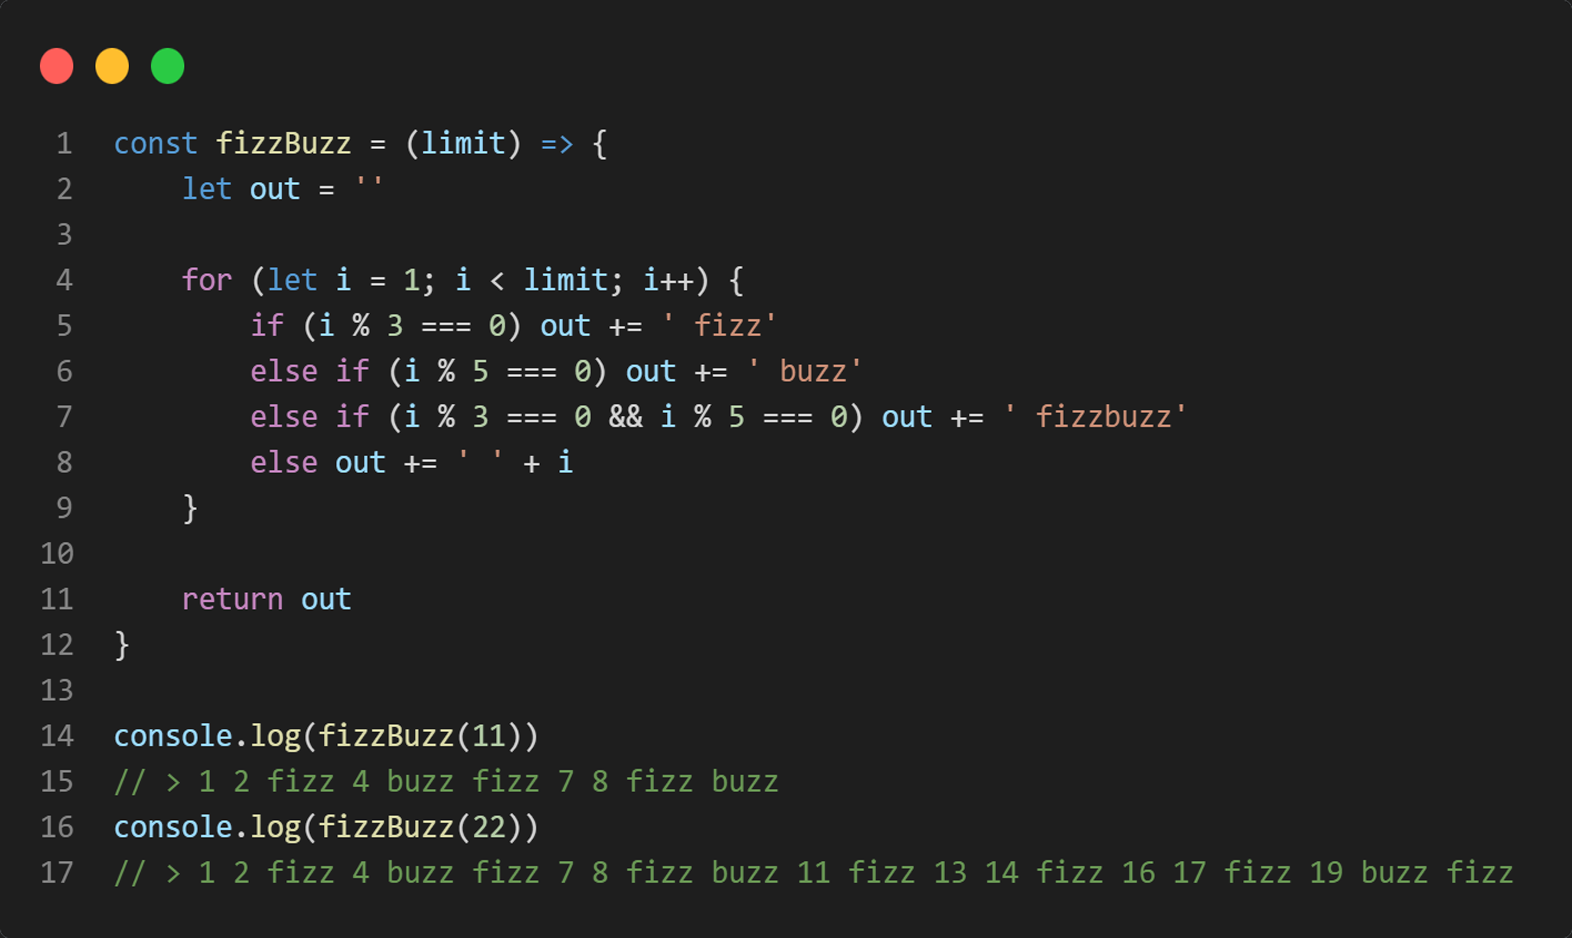 1 const fizzBuzz = (limit) => {
2     let out = ''
3
4     for (let i = 1; i < limit; i++) {
5         if (i % 3 === 0) out += ' fizz'
6         else if (i % 5 === 0) out += ' buzz'
7         else if (i % 3 === 0 && i % 5 === 0) out += ' fizzbuzz'
8         else out += ' ' + i
9     }
10
11     return out
12 }
13
14 console.log(fizzBuzz(11))
15 // > 1 2 fizz 4 buzz fizz 7 8 fizz buzz
16 console.log(fizzBuzz(22))
17 // > 1 2 fizz 4 buzz fizz 7 8 fizz buzz 11 fizz 13 14 fizz 16 17 fizz 19 buzz fizz